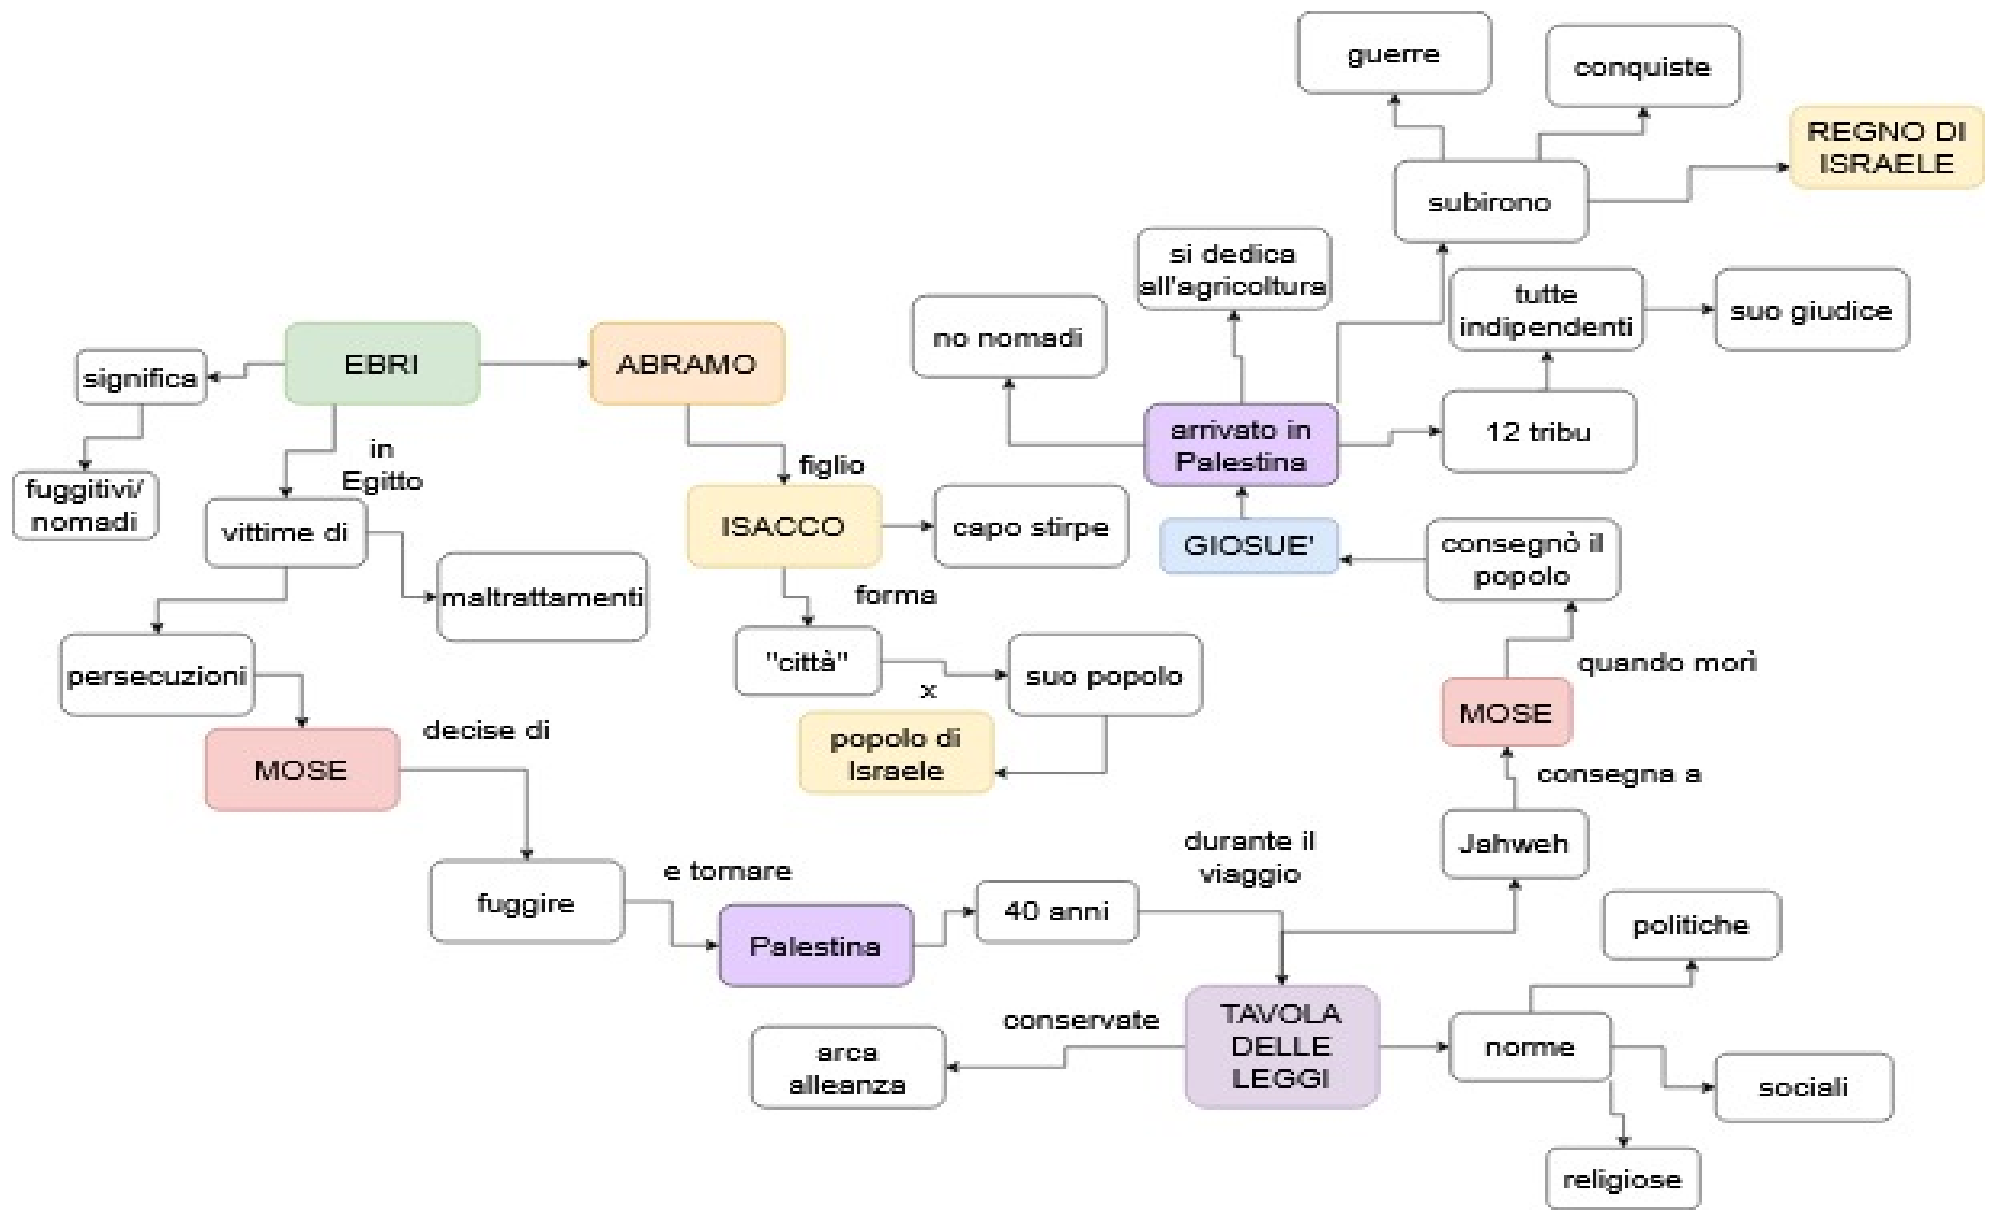 guerre
conquiste
REGNO DI
ISRAELE
subirono
si dedica
all'agricoltura
tutte
indipendenti
suo giudice
no nomadi
EBRI
ABRAMO
significa
arrivato in
Palestina
12 tribu
in
Egitto
figlio
fuggitivi/
nomadi
vittime di
ISACCO
capo stirpe
GIOSUE'
consegnò il
popolo
maltrattamenti
forma
"città"
x
suo popolo
quando morì
persecuzioni
MOSE
decise di
popolo di
Israele
MOSE
consegna a
Jahweh
durante il
viaggio
fuggire
e tornare
Palestina
40 anni
politiche
conservate
arca
alleanza
TAVOLA
DELLE
LEGGI
norme
sociali
religiose